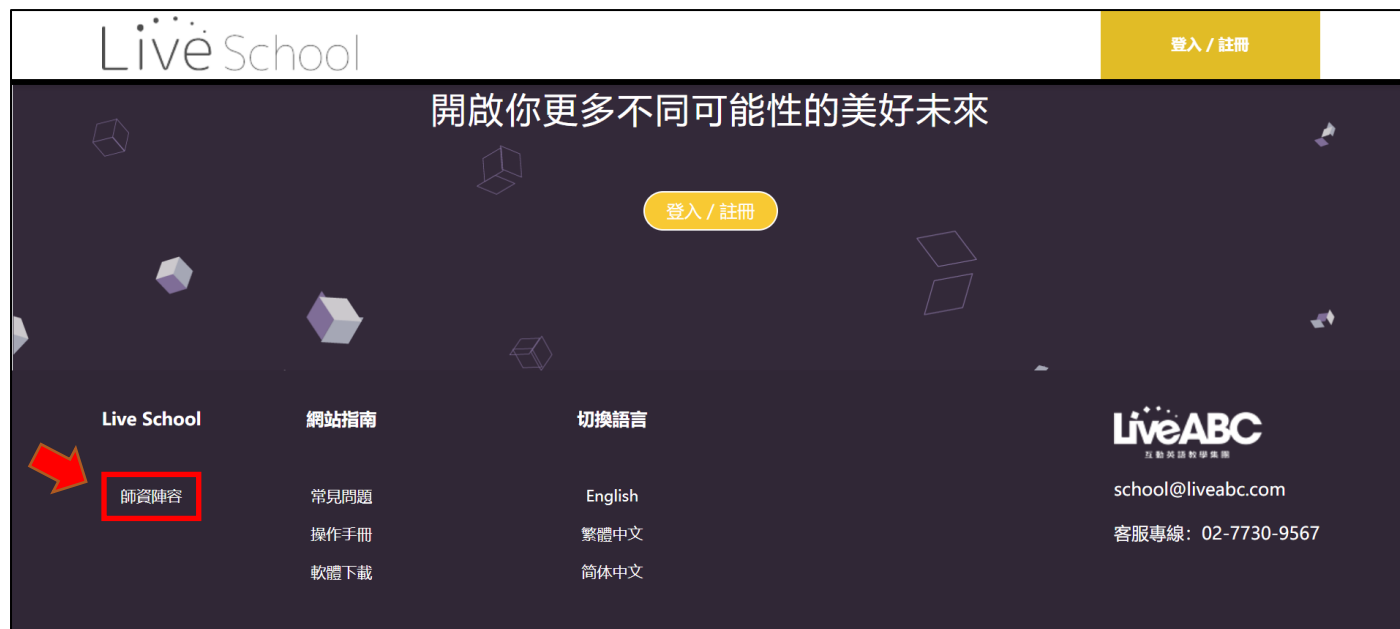 Live School
登入 / 註冊
開啟你更多不同可能性的美好未來
登入 / 註冊
Live School
師資陣容
網站指南
常見問題
操作手冊
軟體下載
切換語言
English
繁體中文
简体中文
LiveABC
互動英語教學集團
school@liveabc.com
客服專線: 02-7730-9567